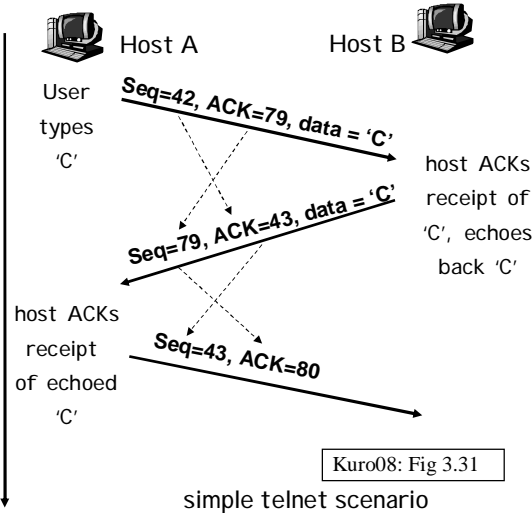 Host A
Host B
User
types
‘C’
Seq=42, ACK=79, data = ‘C’
host ACKs
receipt of
‘C’, echoes
back ‘C’
Seq=79, ACK=43, data = ‘C’
host ACKs
receipt
of echoed
‘C’
Seq=43, ACK=80
Kuro08: Fig 3.31
simple telnet scenario